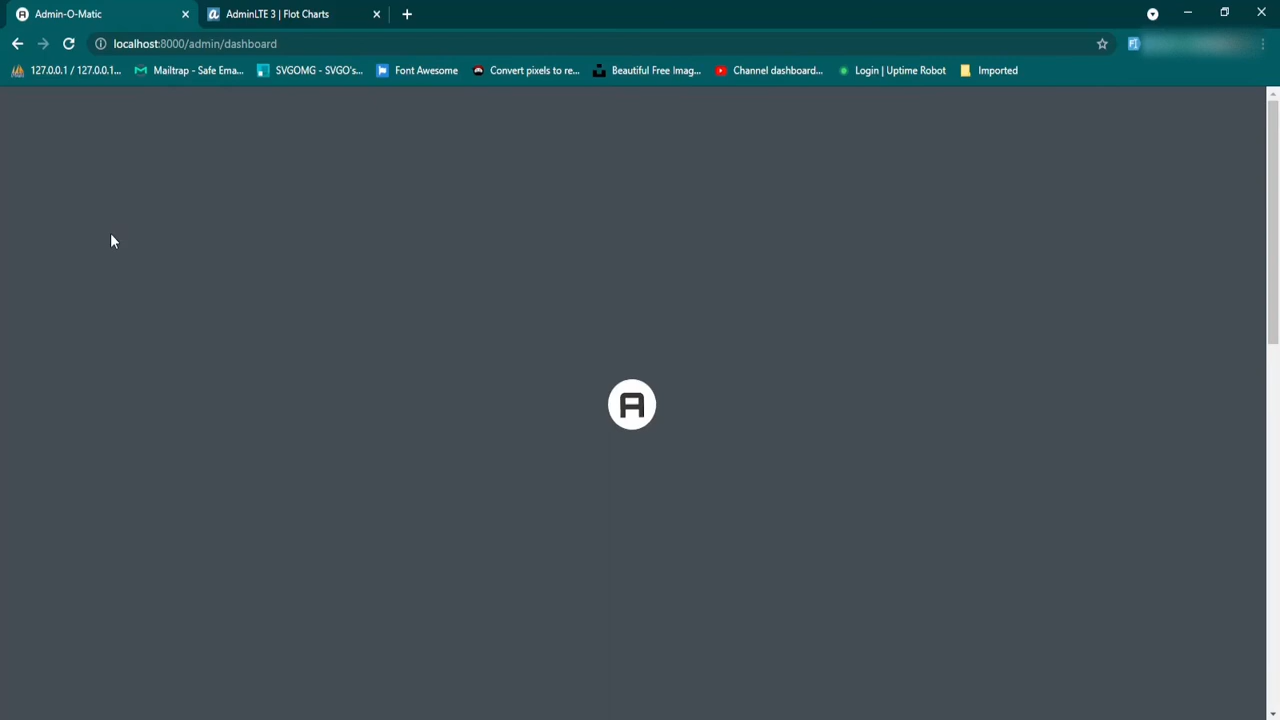 Admin-O-Matic
AdminLTE 3 | Flot Charts
localhost:8000/admin/dashboard
127.0.0.1 / 127.0.0.1...
Mailtrap - Safe Ema...
SVGOMG - SVGO's...
Font Awesome
Convert pixels to re...
Beautiful Free Imag...
Channel dashboard...
Login | Uptime Robot
Imported
A